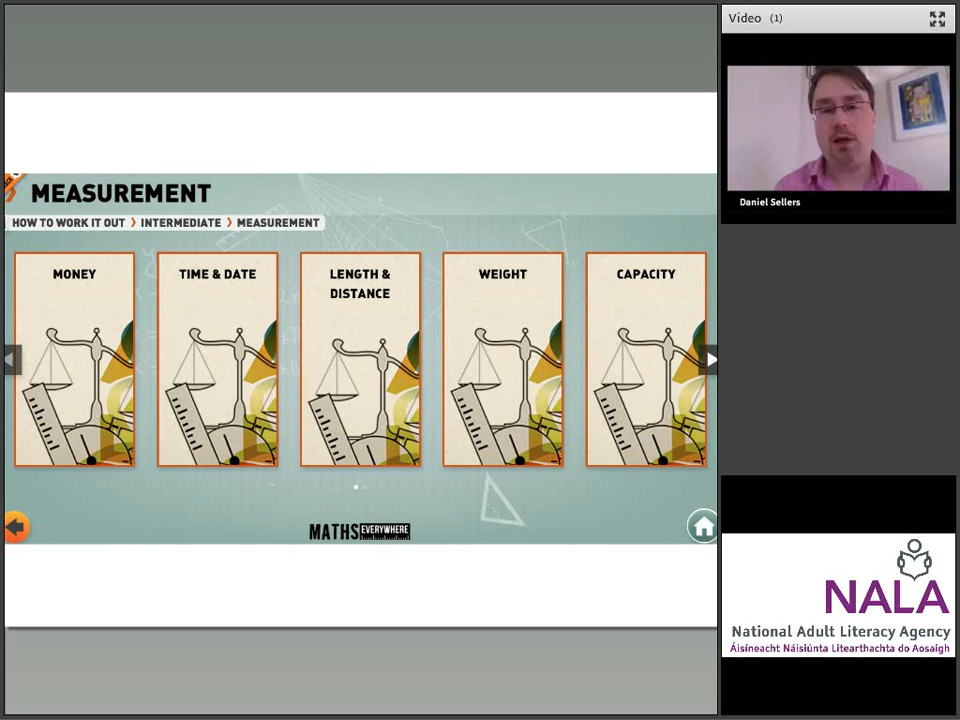 MEASUREMENT
HOW TO WORK IT OUT > INTERMEDIATE > MEASUREMENT
MONEY
TIME & DATE
LENGTH &
DISTANCE
WEIGHT
CAPACITY
MATHS EVERYWHERE
Video (1)
Daniel Sellers
NALA
National Adult Literacy Agency
Áisíneacht Náisiúnta Litearthachta do Aosaigh